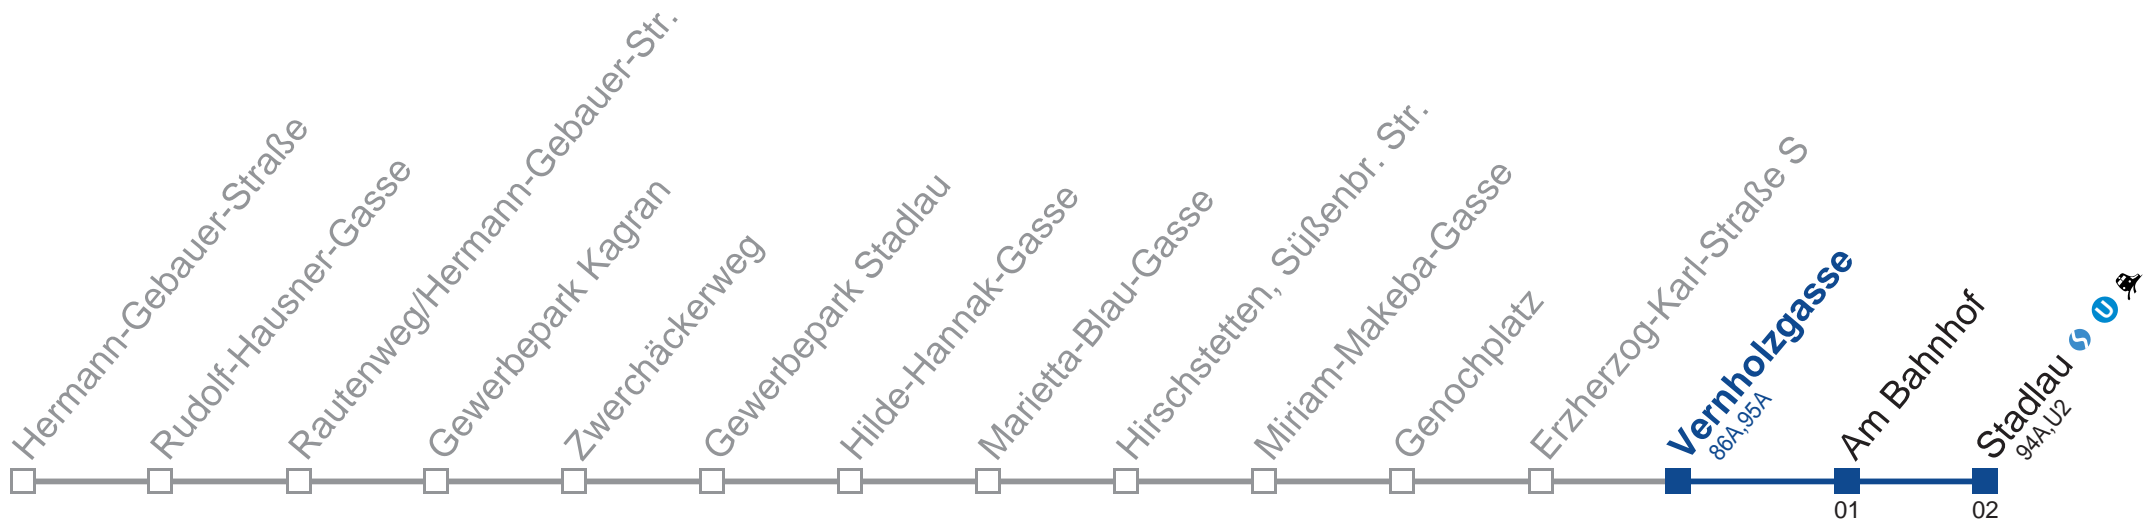 Hermann-Gebauer-Straße
Rudolf-Hausner-Gasse
Rautenweg/Hermann-Gebauer-Str.
Gewerbepark Kagran
Zwerchäckerweg
Gewerbepark Stadlau
Hilde-Hannak-Gasse
Marietta-Blau-Gasse
Hirschstetten, Süßenbr. Str.
Miriam-Makeba-Gasse
Genochplatz
Erzherzog-Karl-Straße S
Vernholzgasse
86A,95A
Am Bahnhof
Stadlau S U
94A,U2
01
02